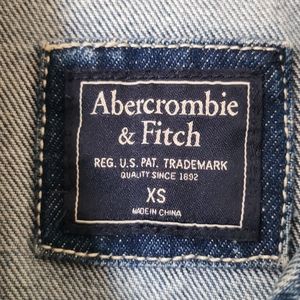 Abercrombie
& Fitch
REG. U.S. PAT. TRADEMARK
QUALITY SINCE 1892
XS
MADE IN CHINA